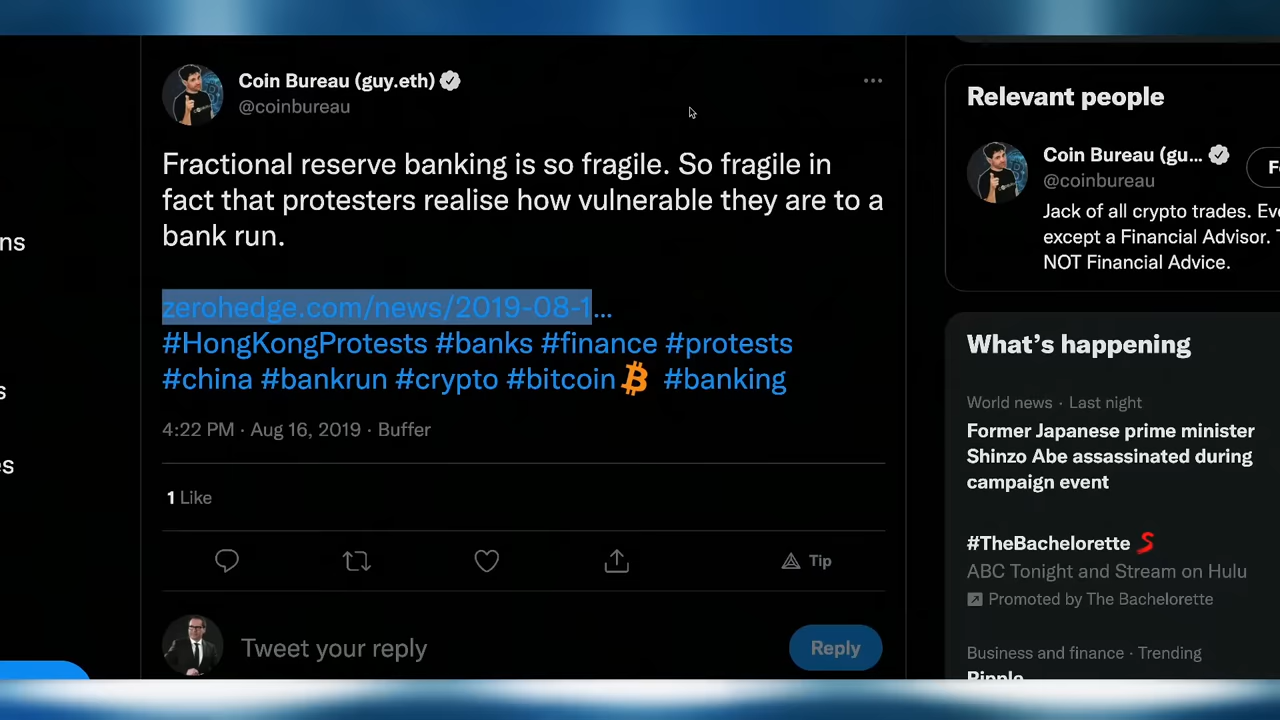 Coin Bureau (guy.eth)
@coinbureau
Fractional reserve banking is so fragile. So fragile in
fact that protesters realise how vulnerable they are to a
bank run.
zerohedge.com/news/2019-08-1...
#HongKongProtests #banks #finance #protests
#china #bankrun #crypto #bitcoin #banking
4:22 PM · Aug 16, 2019 · Buffer
1 Like
Tip
Tweet your reply
Reply
Relevant people
Coin Bureau (gu...
@coinbureau
Jack of all crypto trades.
except a Financial Advisor.
NOT Financial Advice.
What's happening
World news · Last night
Former Japanese prime minister
Shinzo Abe assassinated during
campaign event
#TheBachelorette
ABC Tonight and Stream on Hulu
Promoted by The Bachelorette
Business and finance · Trending
Ripple